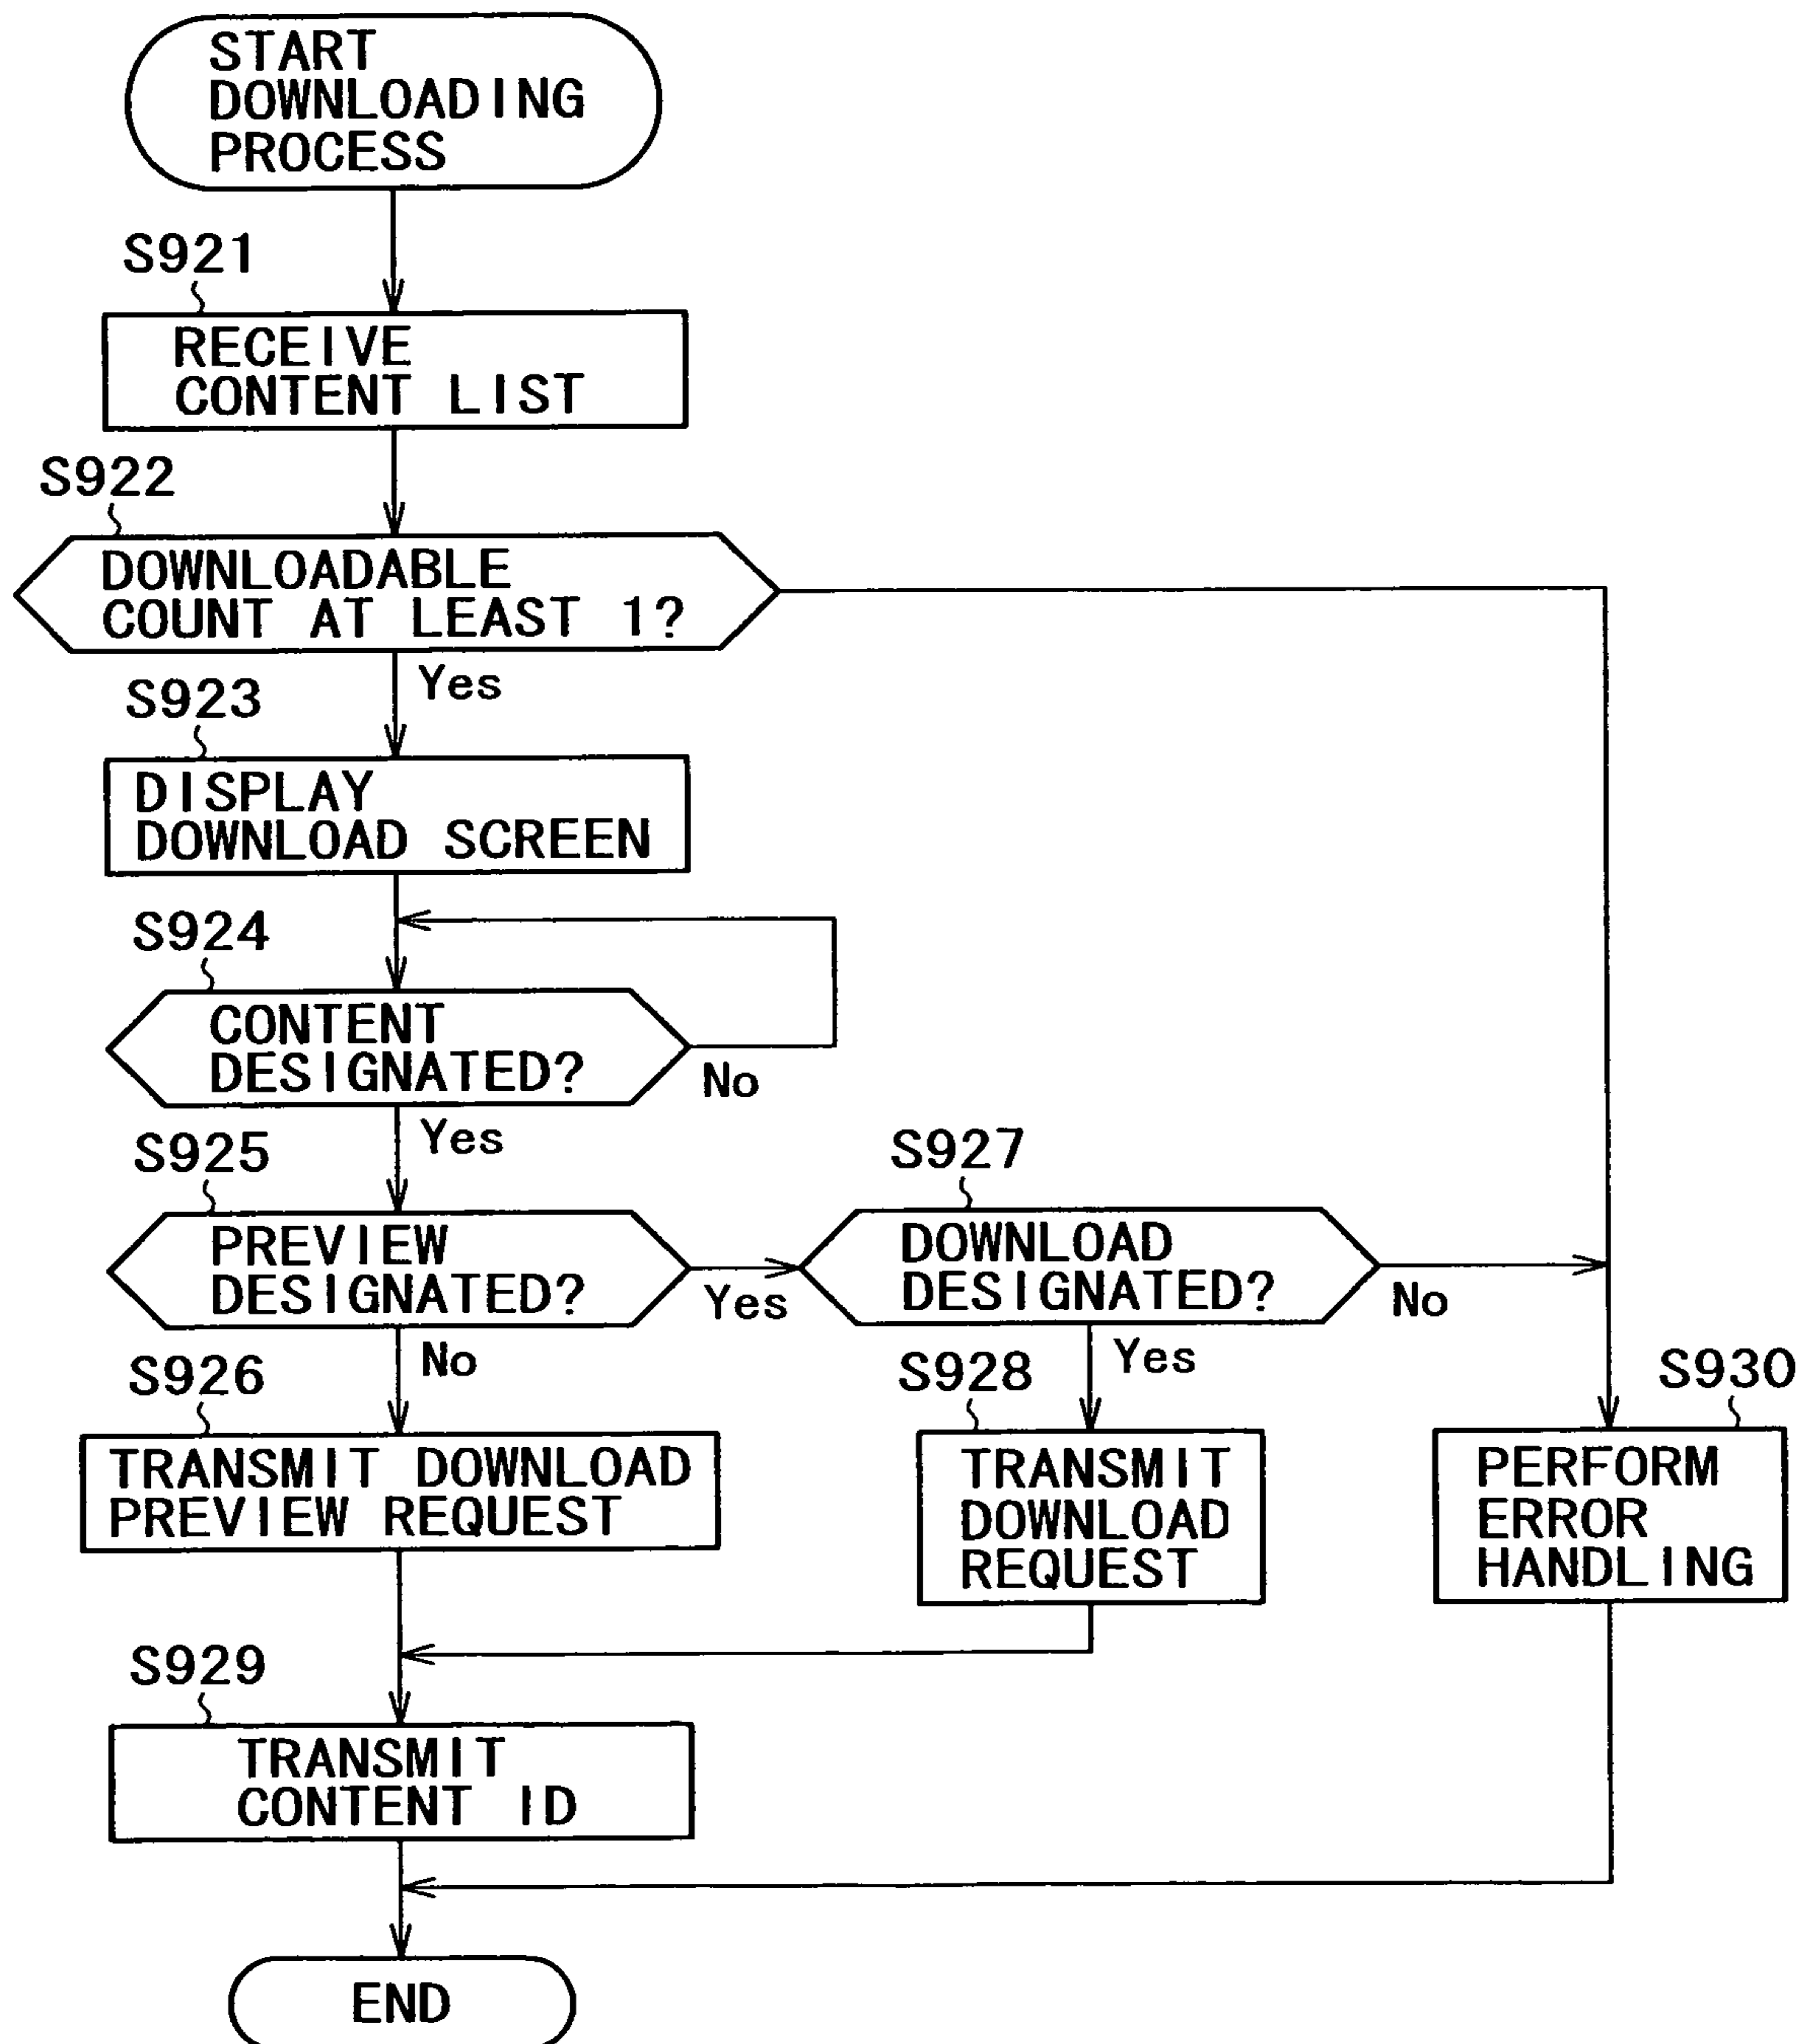 START
DOWNLOADING
PROCESS
S921
RECEIVE
CONTENT LIST
S922
DOWNLOADABLE
COUNT AT LEAST 1?
Yes
S923
DISPLAY
DOWNLOAD SCREEN
S924
CONTENT
DESIGNATED?
No
Yes
S925
PREVIEW
DESIGNATED?
Yes
No
S927
DOWNLOAD
DESIGNATED?
No
Yes
S926
TRANSMIT DOWNLOAD
PREVIEW REQUEST
S928
TRANSMIT
DOWNLOAD
REQUEST
S930
PERFORM
ERROR
HANDLING
S929
TRANSMIT
CONTENT ID
END